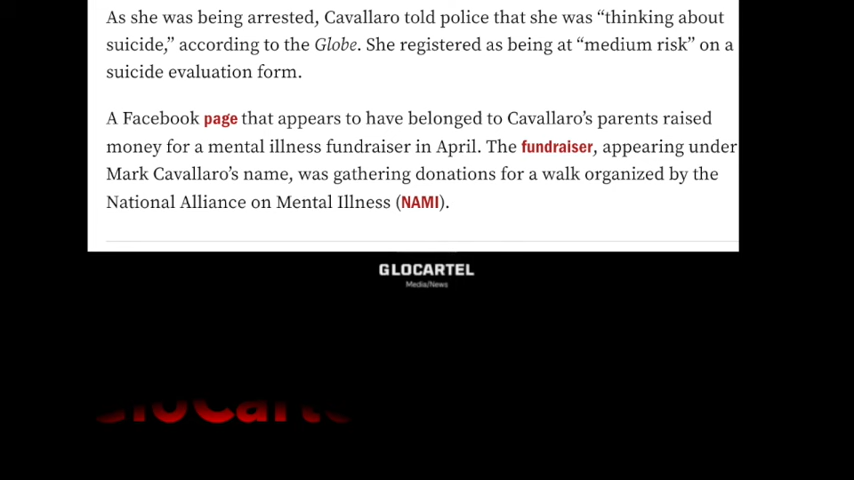 As she was being arrested, Cavallaro told police that she was “thinking about
suicide,” according to the Globe. She registered as being at “medium risk” on a
suicide evaluation form.
A Facebook page that appears to have belonged to Cavallaro’s parents raised
money for a mental illness fundraiser in April. The fundraiser, appearing under
Mark Cavallaro’s name, was gathering donations for a walk organized by the
National Alliance on Mental Illness (NAMI).
GLOCARTEL
Media/News